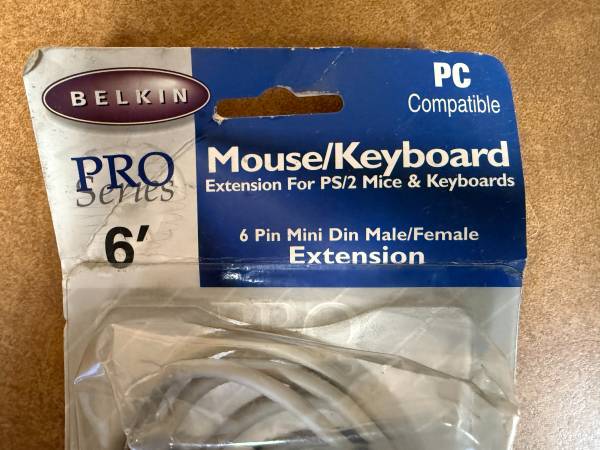 BELKIN
PC
Compatible
PRO
Series
6'
Mouse/Keyboard
Extension For PS/2 Mice & Keyboards
6 Pin Mini Din Male/Female
Extension
PRO